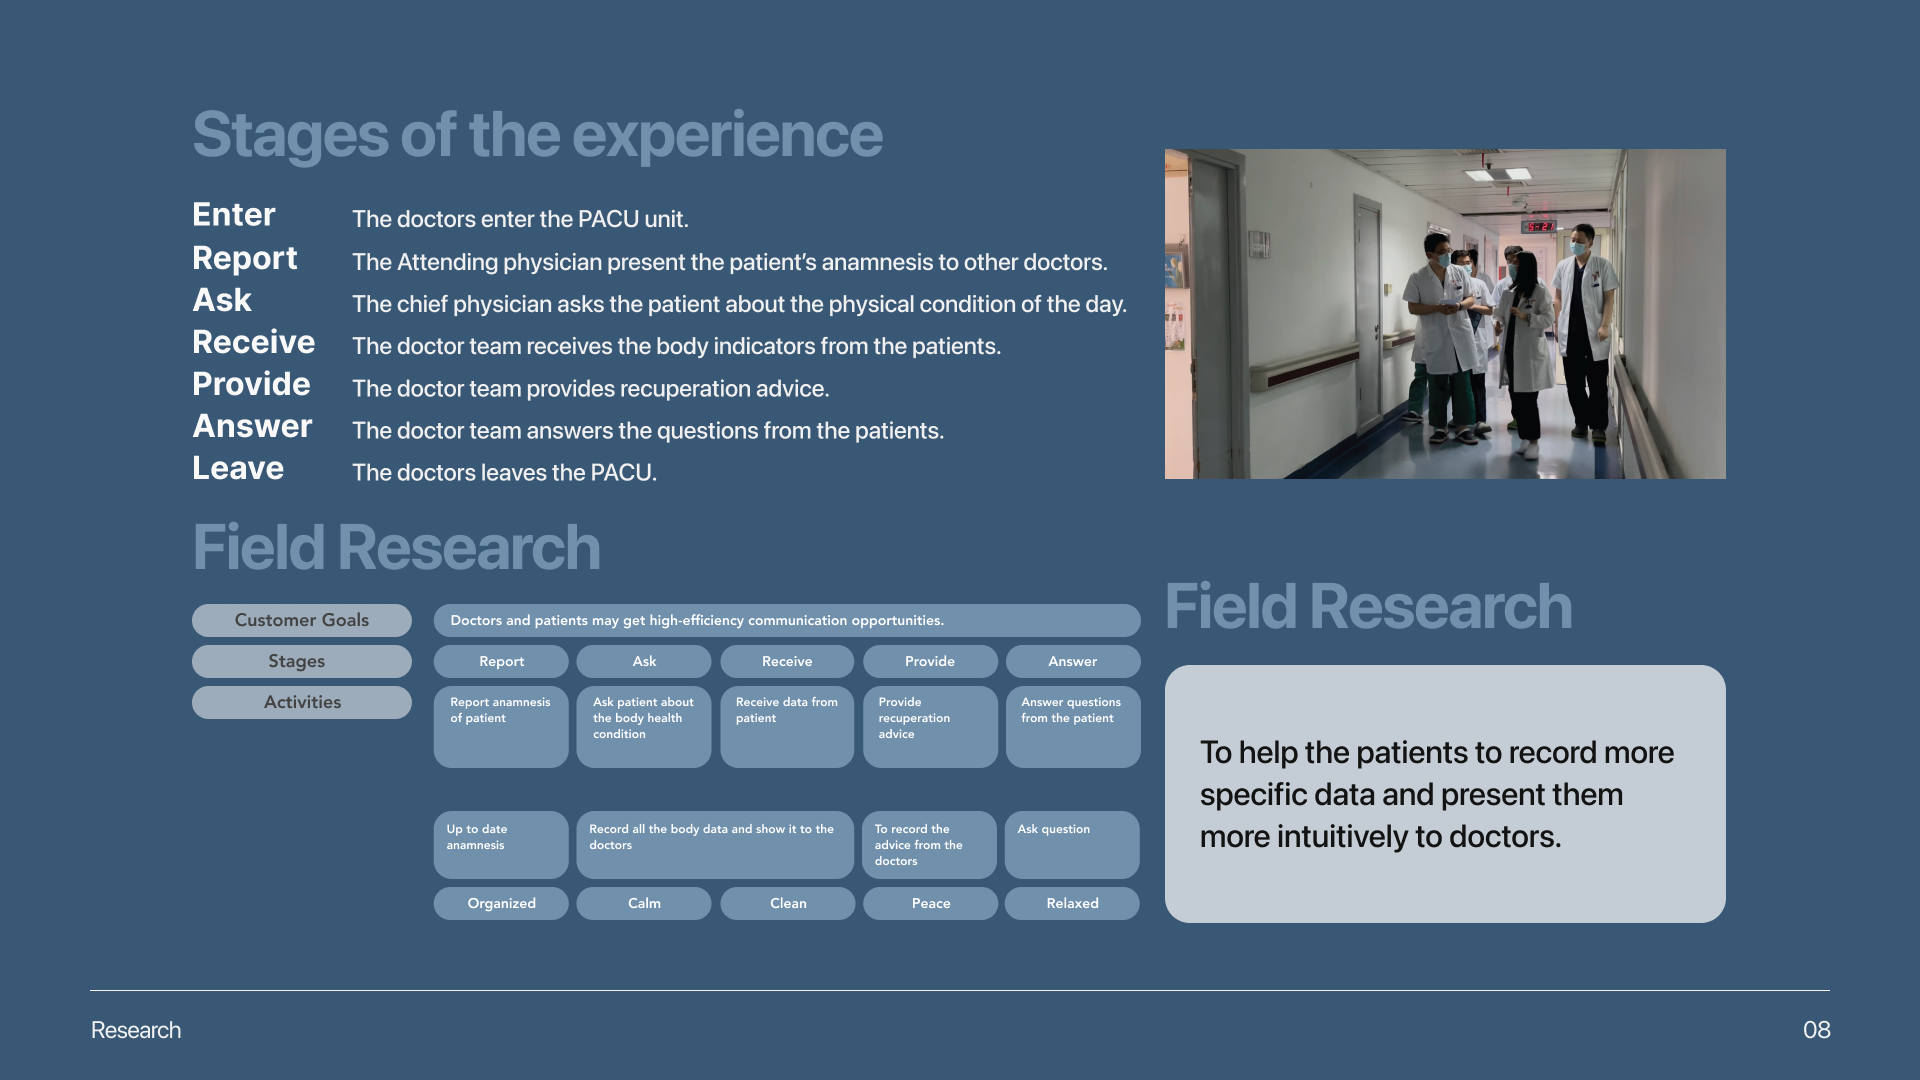 Stages of the experience
Enter The doctors enter the PACU unit.
Report The Attending physician present the patient’s anamnesis to other doctors.
Ask The chief physician asks the patient about the physical condition of the day.
Receive The doctor team receives the body indicators from the patients.
Provide The doctor team provides recuperation advice.
Answer The doctor team answers the questions from the patients.
Leave The doctors leaves the PACU.
Field Research
Customer Goals
Doctors and patients may get high-efficiency communication opportunities.
Stages
Report
Ask
Receive
Provide
Answer
Activities
Report anamnesis
of patient
Ask patient about
the body health
condition
Receive data from
patient
Provide
recuperation
advice
Answer questions
from the patient
Up to date
anamnesis
Record all the body data and show it to the
doctors
To record the
advice from the
doctors
Ask question
Organized
Calm
Clean
Peace
Relaxed
Field Research
To help the patients to record more
specific data and present them
more intuitively to doctors.
Research
08